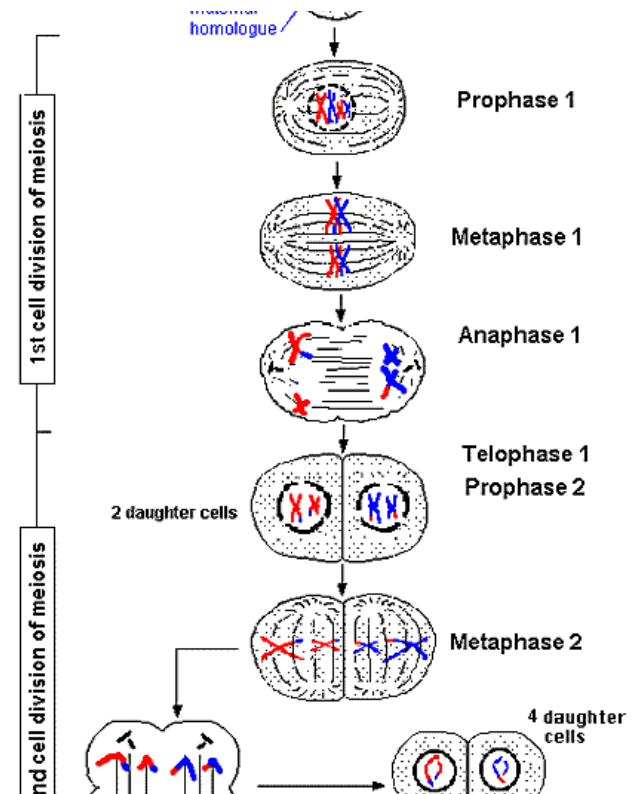 homologue
Prophase 1
1st cell division of meiosis
Metaphase 1
Anaphase 1
Telophase 1
Prophase 2
2 daughter cells
Metaphase 2
cell division of meiosis
4 daughter
cells